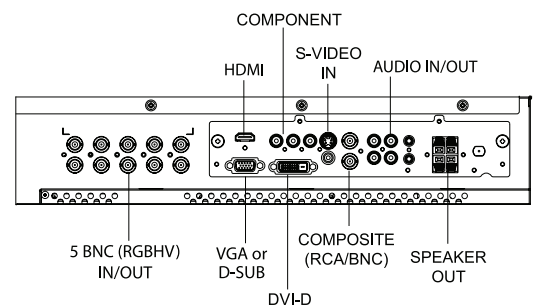 COMPONENT
S-VIDEO
IN
HDMI
AUDIO IN/OUT
5 BNC (RGBHV)
IN/OUT
VGA or
D-SUB
DVI-D
COMPOSITE
(RCA/BNC)
SPEAKER
OUT